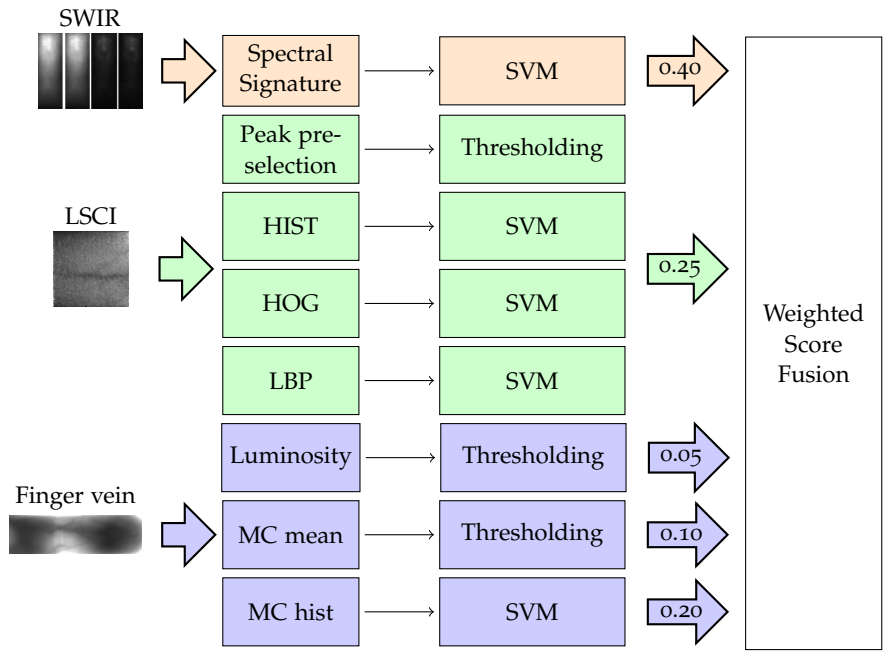 SWIR
Spectral
Signature
SVM
0.40
Peak pre-
selection
Thresholding
LSCI
HIST
SVM
0.25
HOG
SVM
Weighted
Score
Fusion
LBP
SVM
Luminosity
Thresholding
0.05
Finger vein
MC mean
Thresholding
0.10
MC hist
SVM
0.20